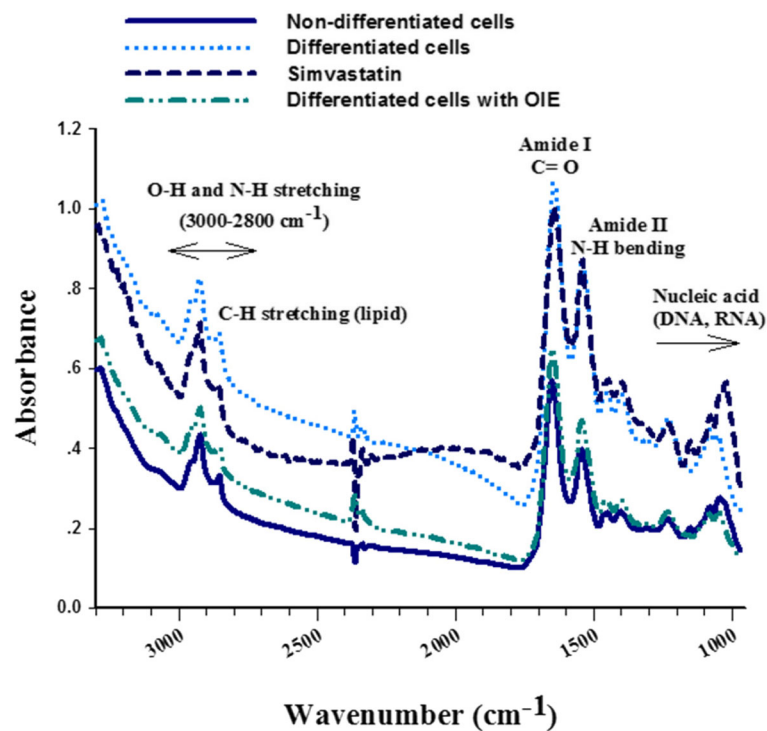 Non-differentiated cells
Differentiated cells
Simvastatin
Differentiated cells with OIE
1.2
1.0
.8
.6
.4
.2
0.0
Absorbance
O-H and N-H stretching
(3000-2800 cm⁻¹)
C-H stretching (lipid)
Amide I
C= O
Amide II
N-H bending
Nucleic acid
(DNA, RNA)
3000
2500
2000
1500
1000
Wavenumber (cm⁻¹)